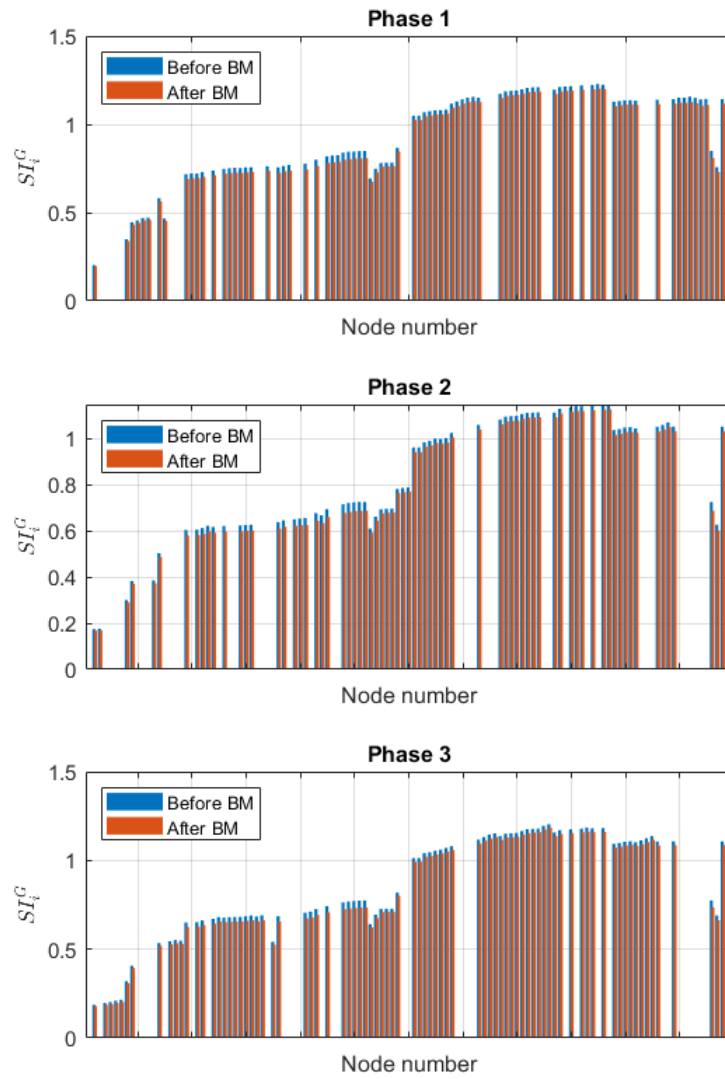 Phase 1
1.5
1
0.5
0
SI_i^G
Before BM
After BM
Node number
Phase 2
1
0.8
0.6
0.4
0.2
0
SI_i^G
Before BM
After BM
Node number
Phase 3
1.5
1
0.5
0
SI_i^G
Before BM
After BM
Node number